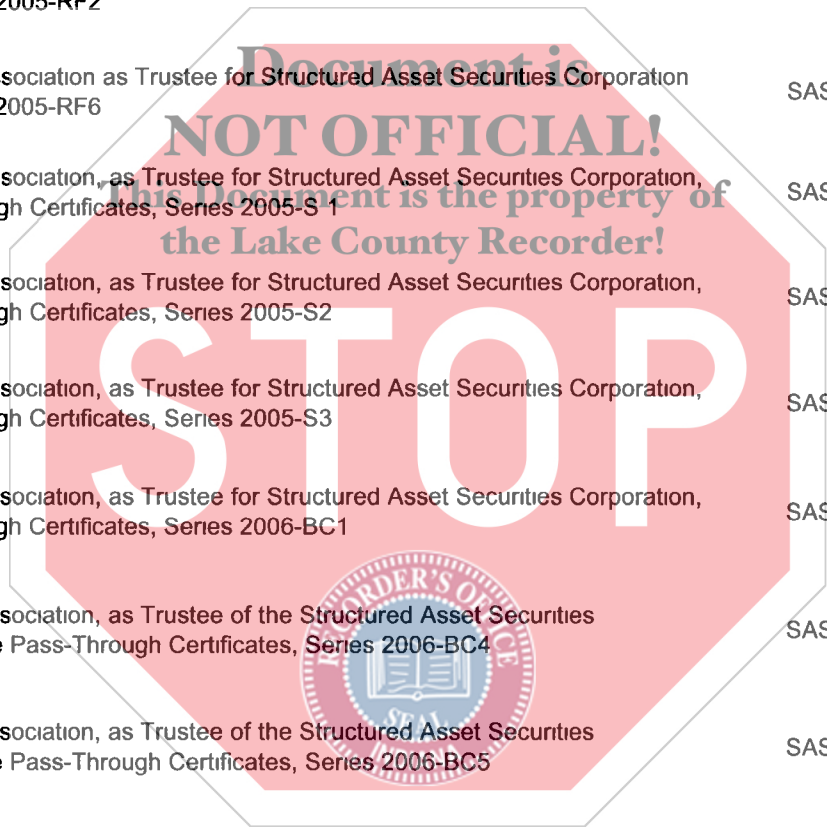 2005-RF2
Document is
sociation as Trustee for Structured Asset Securities Corporation
2005-RF6
SAS
NOT OFFICIAL!
sociation, as Trustee for Structured Asset Securities Corporation,
SAS
This Document is the property of
gh Certificates, Series 2005-S 1
the Lake County Recorder!
sociation, as Trustee for Structured Asset Securities Corporation,
SAS
gh Certificates, Series 2005-S2
STOP
sociation, as Trustee for Structured Asset Securities Corporation,
SAS
gh Certificates, Series 2005-S3
sociation, as Trustee for Structured Asset Securities Corporation,
SAS
gh Certificates, Series 2006-BC1
RECORDER'S OFFICE
sociation, as Trustee of the Structured Asset Securities
SAS
e Pass-Through Certificates, Series 2006-BC4
SEAL
INDIANA
sociation, as Trustee of the Structured Asset Securities
SAS
e Pass-Through Certificates, Series 2006-BC5